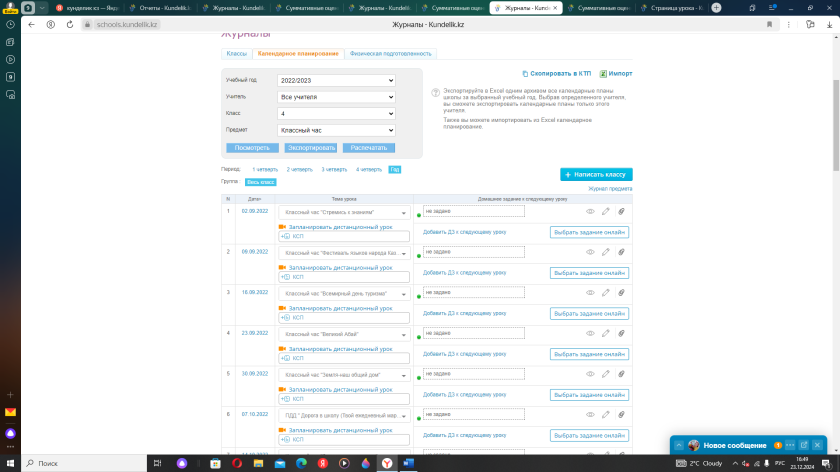 Войти
9
кунделик кз — Янд
Отчеты - Kundelik.
Журналы - Kundelik
Суммативные оцен
Журналы - Kundelik
Суммативные оцен
Журналы - Kunde
Суммативные оцен
Страница урока - К
schools.kundelik.kz
Журналы - Kundelik.kz
Журналы
Классы
Календарное планирование
Физическая подготовленность
Скопировать в КТП
Импорт
Учебный год
2022/2023
Учитель
Все учителя
Класс
4
Предмет
Классный час
Посмотреть
Экспортировать
Распечатать
Экспортируйте в Excel одним архивом все календарные планы
школы за выбранный учебный год. Выбрав определенного учителя,
вы сможете экспортировать календарные планы только этого
учителя.
Также вы можете импортировать из Excel календарное
планирование.
Период:
1 четверть
2 четверть
3 четверть
4 четверть
Год
Группа
Весь класс
+ Написать классу
Журнал предмета
N
Дата
Тема урока
Домашнее задание к следующему уроку
1
02.09.2022
Классный час "Стремясь к знаниям"
не задано
Запланировать дистанционный урок
КСП
Добавить ДЗ к следующему уроку
Выбрать задание онлайн
2
09.09.2022
Классный час "Фестиваль языков народа Каз
не задано
Запланировать дистанционный урок
КСП
Добавить ДЗ к следующему уроку
Выбрать задание онлайн
3
16.09.2022
Классный час "Всемирный день туризма"
не задано
Запланировать дистанционный урок
КСП
Добавить ДЗ к следующему уроку
Выбрать задание онлайн
4
23.09.2022
Классный час "Великий Абай"
не задано
Запланировать дистанционный урок
КСП
Добавить ДЗ к следующему уроку
Выбрать задание онлайн
5
30.09.2022
Классный час "Земля-наш общий дом"
не задано
Запланировать дистанционный урок
КСП
Добавить ДЗ к следующему уроку
Выбрать задание онлайн
6
07.10.2022
ПДД " Дорога в школу (Твой ежедневный мар
не задано
Запланировать дистанционный урок
КСП
Добавить ДЗ к следующему уроку
Выбрать задание онлайн
Новое сообщение
1
Поиск
2°C Cloudy
РУС
16:49
23.12.2024